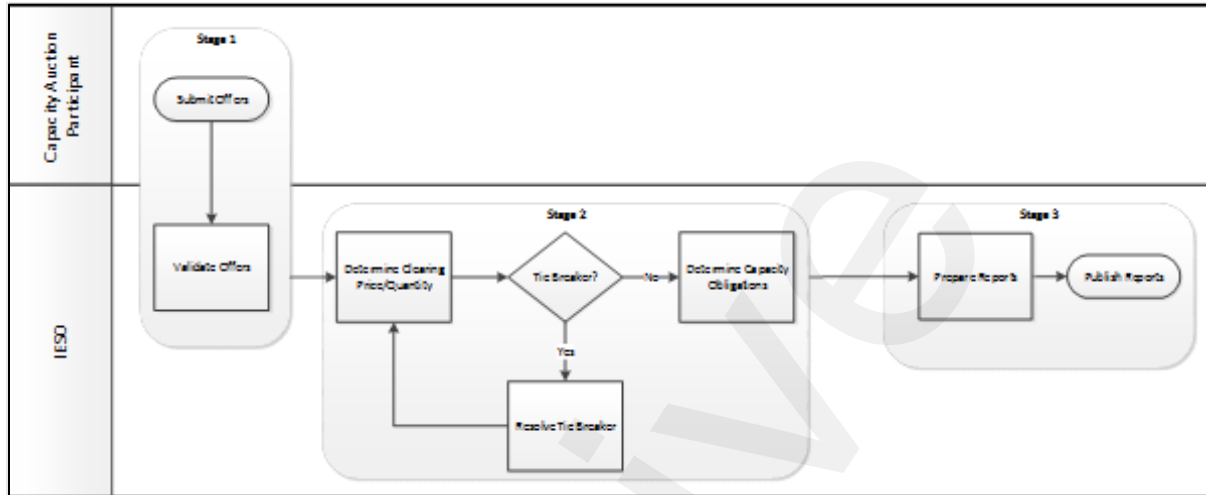 Capacity Auction
Participant
IESO
Stage 1
Submit Offers
Validate Offers
Stage 2
Determine Clearing
Price/Quantity
Tie Breaker?
No
Yes
Resolve Tie Breaker
Determine Capacity
Obligations
Stage 3
Prepare Reports
Publish Reports
ive